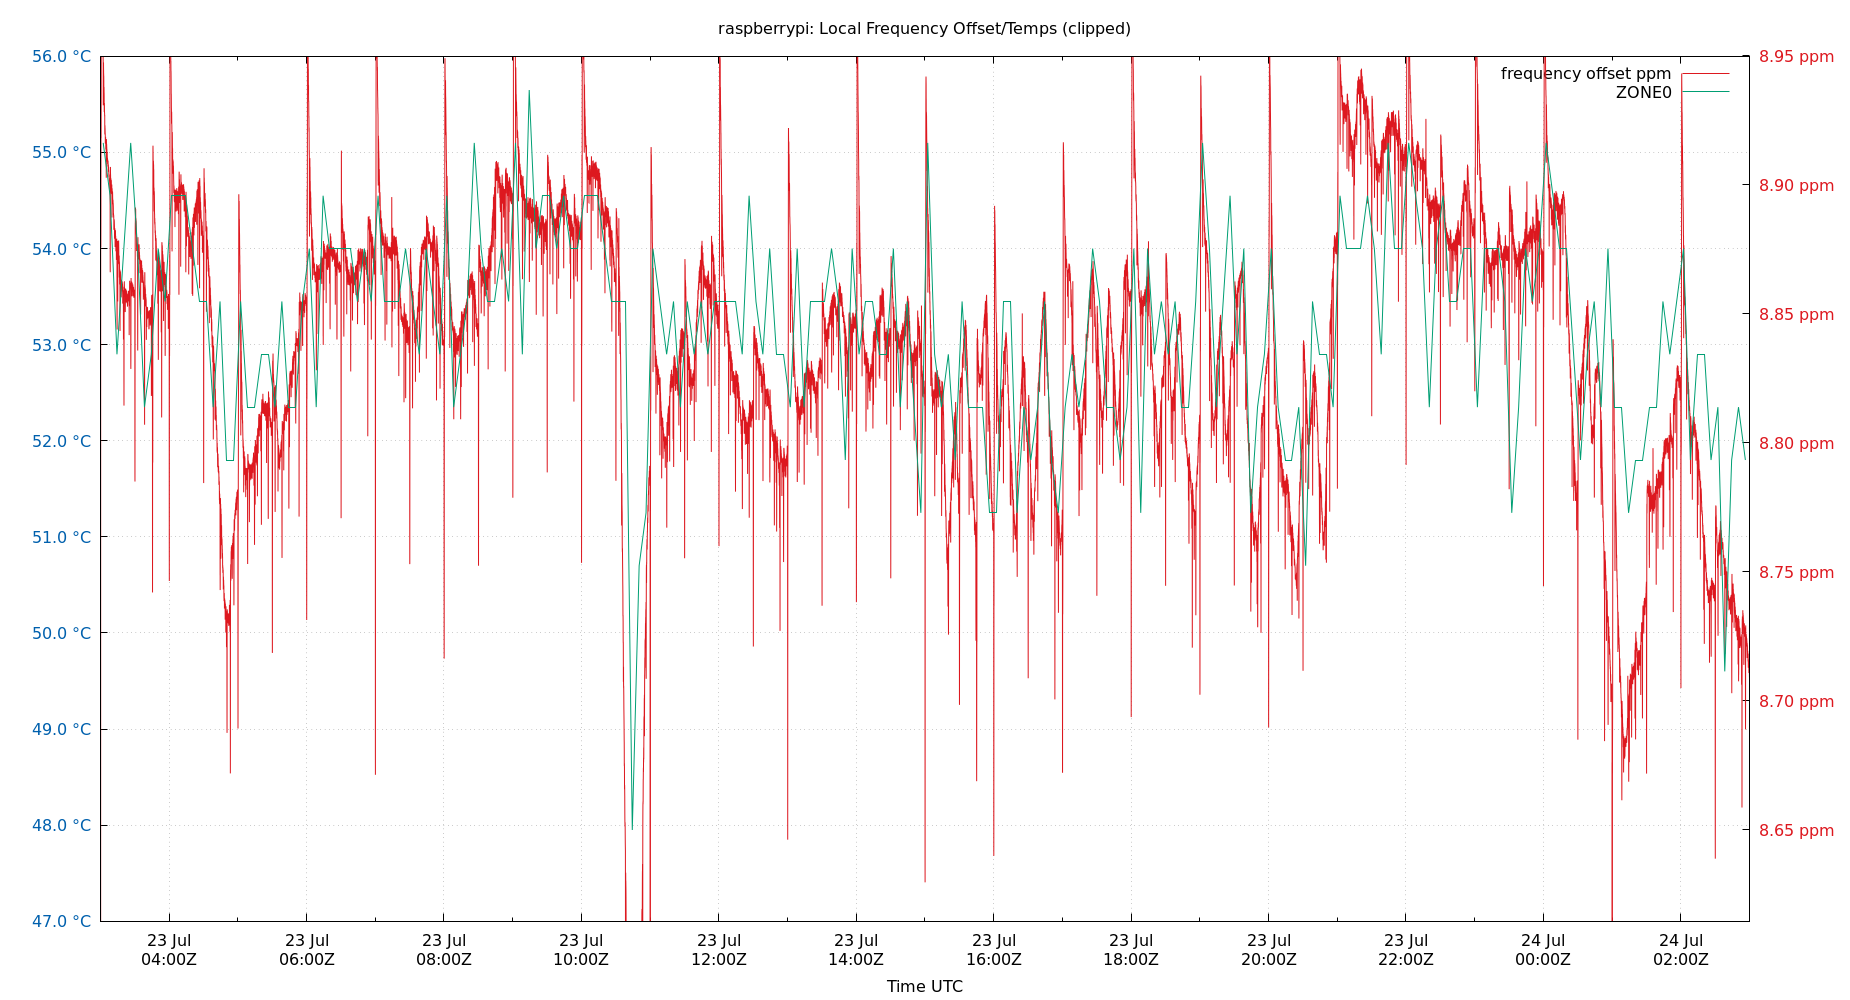 raspberrypi: Local Frequency Offset/Temps (clipped)
frequency offset ppm
ZONE0
56.0 °C
55.0 °C
54.0 °C
53.0 °C
52.0 °C
51.0 °C
50.0 °C
49.0 °C
48.0 °C
47.0 °C
8.95 ppm
8.90 ppm
8.85 ppm
8.80 ppm
8.75 ppm
8.70 ppm
8.65 ppm
23 Jul
04:00Z
23 Jul
06:00Z
23 Jul
08:00Z
23 Jul
10:00Z
23 Jul
12:00Z
23 Jul
14:00Z
23 Jul
16:00Z
23 Jul
18:00Z
23 Jul
20:00Z
23 Jul
22:00Z
24 Jul
00:00Z
24 Jul
02:00Z
Time UTC